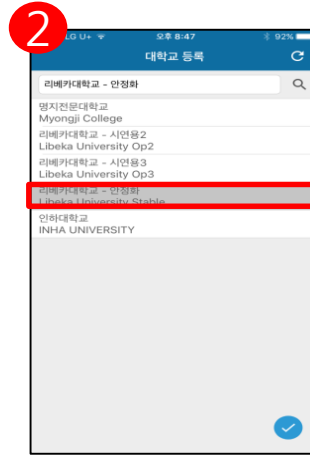 2
LG U+ 오후 8:47 92%
대학교 등록
리베카대학교 - 안정화
명지전문대학교
Myongji College
리베카대학교 - 시연용2
Libeka University Op2
리베카대학교 - 시연용3
Libeka University Op3
리베카대학교 - 안정화
Libeka University Stable
인하대학교
INHA UNIVERSITY